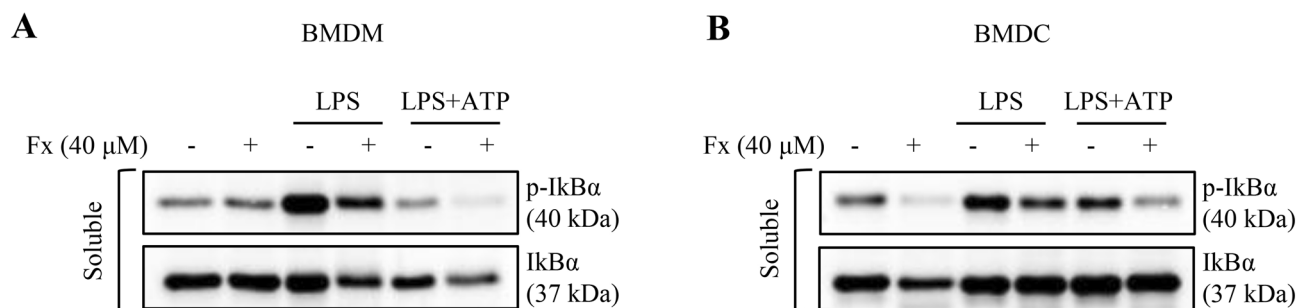 A
BMDM
LPS LPS+ATP
Fx (40 μM) - + - + - +
Soluble
p-IkBα
(40 kDa)
IkBα
(37 kDa)
B
BMDC
LPS LPS+ATP
Fx (40 μM) - + - + - +
Soluble
p-IkBα
(40 kDa)
IkBα
(37 kDa)